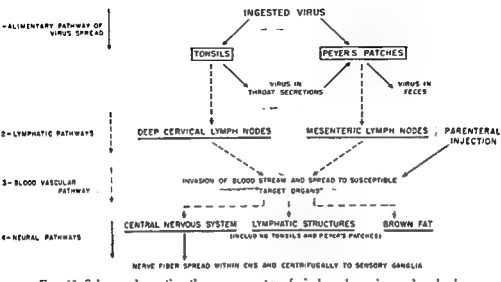 INGESTED VIRUS
1-ALIMENTARY PATHWAY OF
VIRUS SPREAD
TONSILS
PEYER'S PATCHES
VIRUS IN
THROAT SECRETIONS
VIRUS IN
FECES
2-LYMPHATIC PATHWAYS
DEEP CERVICAL LYMPH NODES
MESENTERIC LYMPH NODES
PARENTERAL
INJECTION
3-BLOOD VASCULAR
PATHWAY
INVASION OF BLOOD STREAM AND SPREAD TO SUSCEPTIBLE
"TARGET ORGANS"
4-NEURAL PATHWAYS
CENTRAL NERVOUS SYSTEM
LYMPHATIC STRUCTURES
(INCLUDING TONSILS AND PEYER'S PATCHES)
BROWN FAT
NERVE FIBER SPREAD WITHIN CNS AND CENTRIFUGALLY TO SENSORY GANGLIA